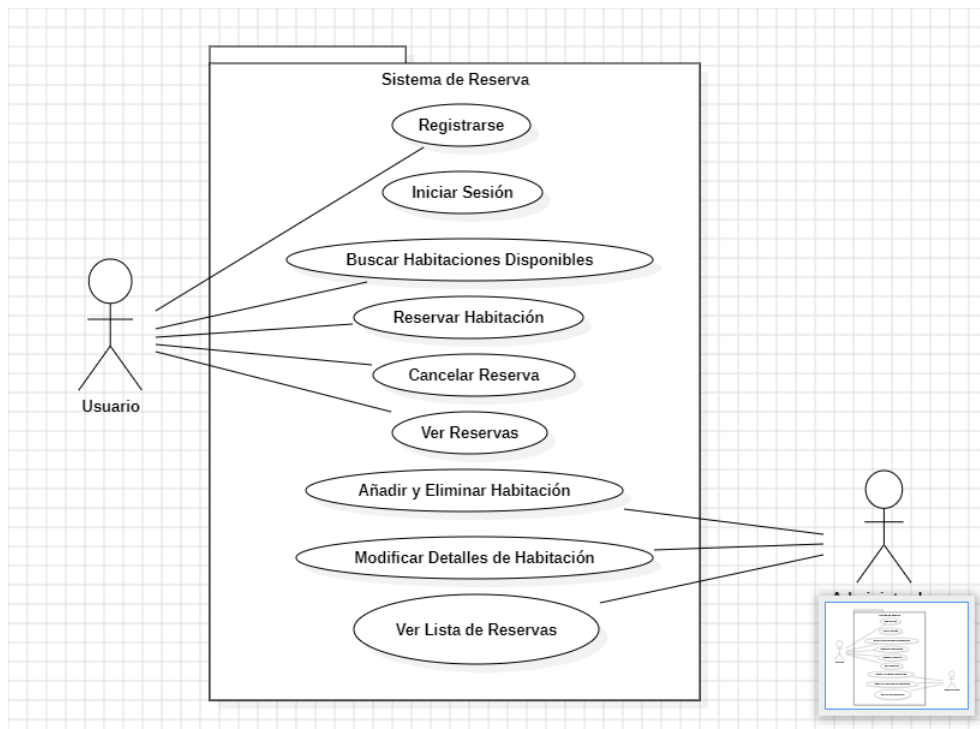 Sistema de Reserva
Registrarse
Iniciar Sesión
Buscar Habitaciones Disponibles
Reservar Habitación
Cancelar Reserva
Usuario
Ver Reservas
Añadir y Eliminar Habitación
Modificar Detalles de Habitación
Ver Lista de Reservas